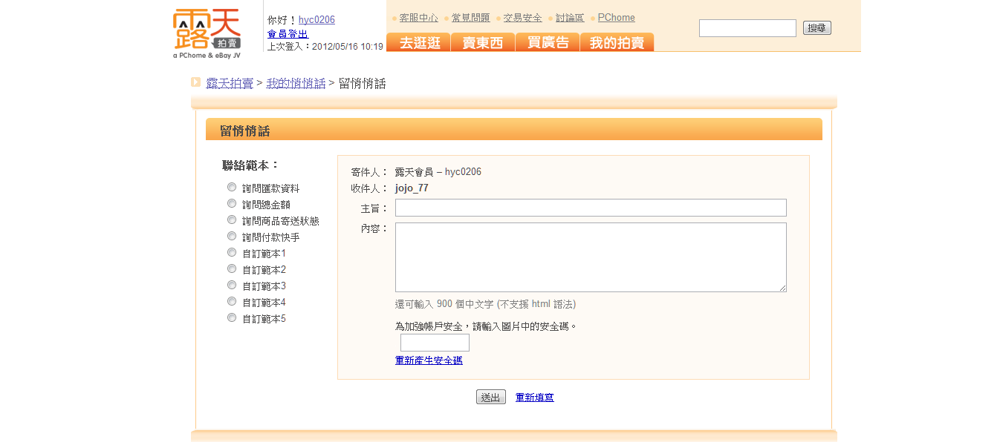 露天
拍賣
a PChome & eBay JV
你好！hyc0206
會員登出
上次登入：2012/05/16 10:19
客服中心 常見問題 交易安全 討論區 PChome
搜尋
去逛逛 賣東西 買廣告 我的拍賣
露天拍賣 > 我的悄悄話 > 留悄悄話
留悄悄話
聯絡範本：
詢問匯款資料
詢問總金額
詢問商品寄送狀態
詢問付款快手
自訂範本1
自訂範本2
自訂範本3
自訂範本4
自訂範本5
寄件人： 露天會員 – hyc0206
收件人： jojo_77
主旨：
內容：
還可輸入 900 個中文字 (不支援 html 語法)
為加強帳戶安全，請輸入圖片中的安全碼。
重新產生安全碼
送出 重新填寫